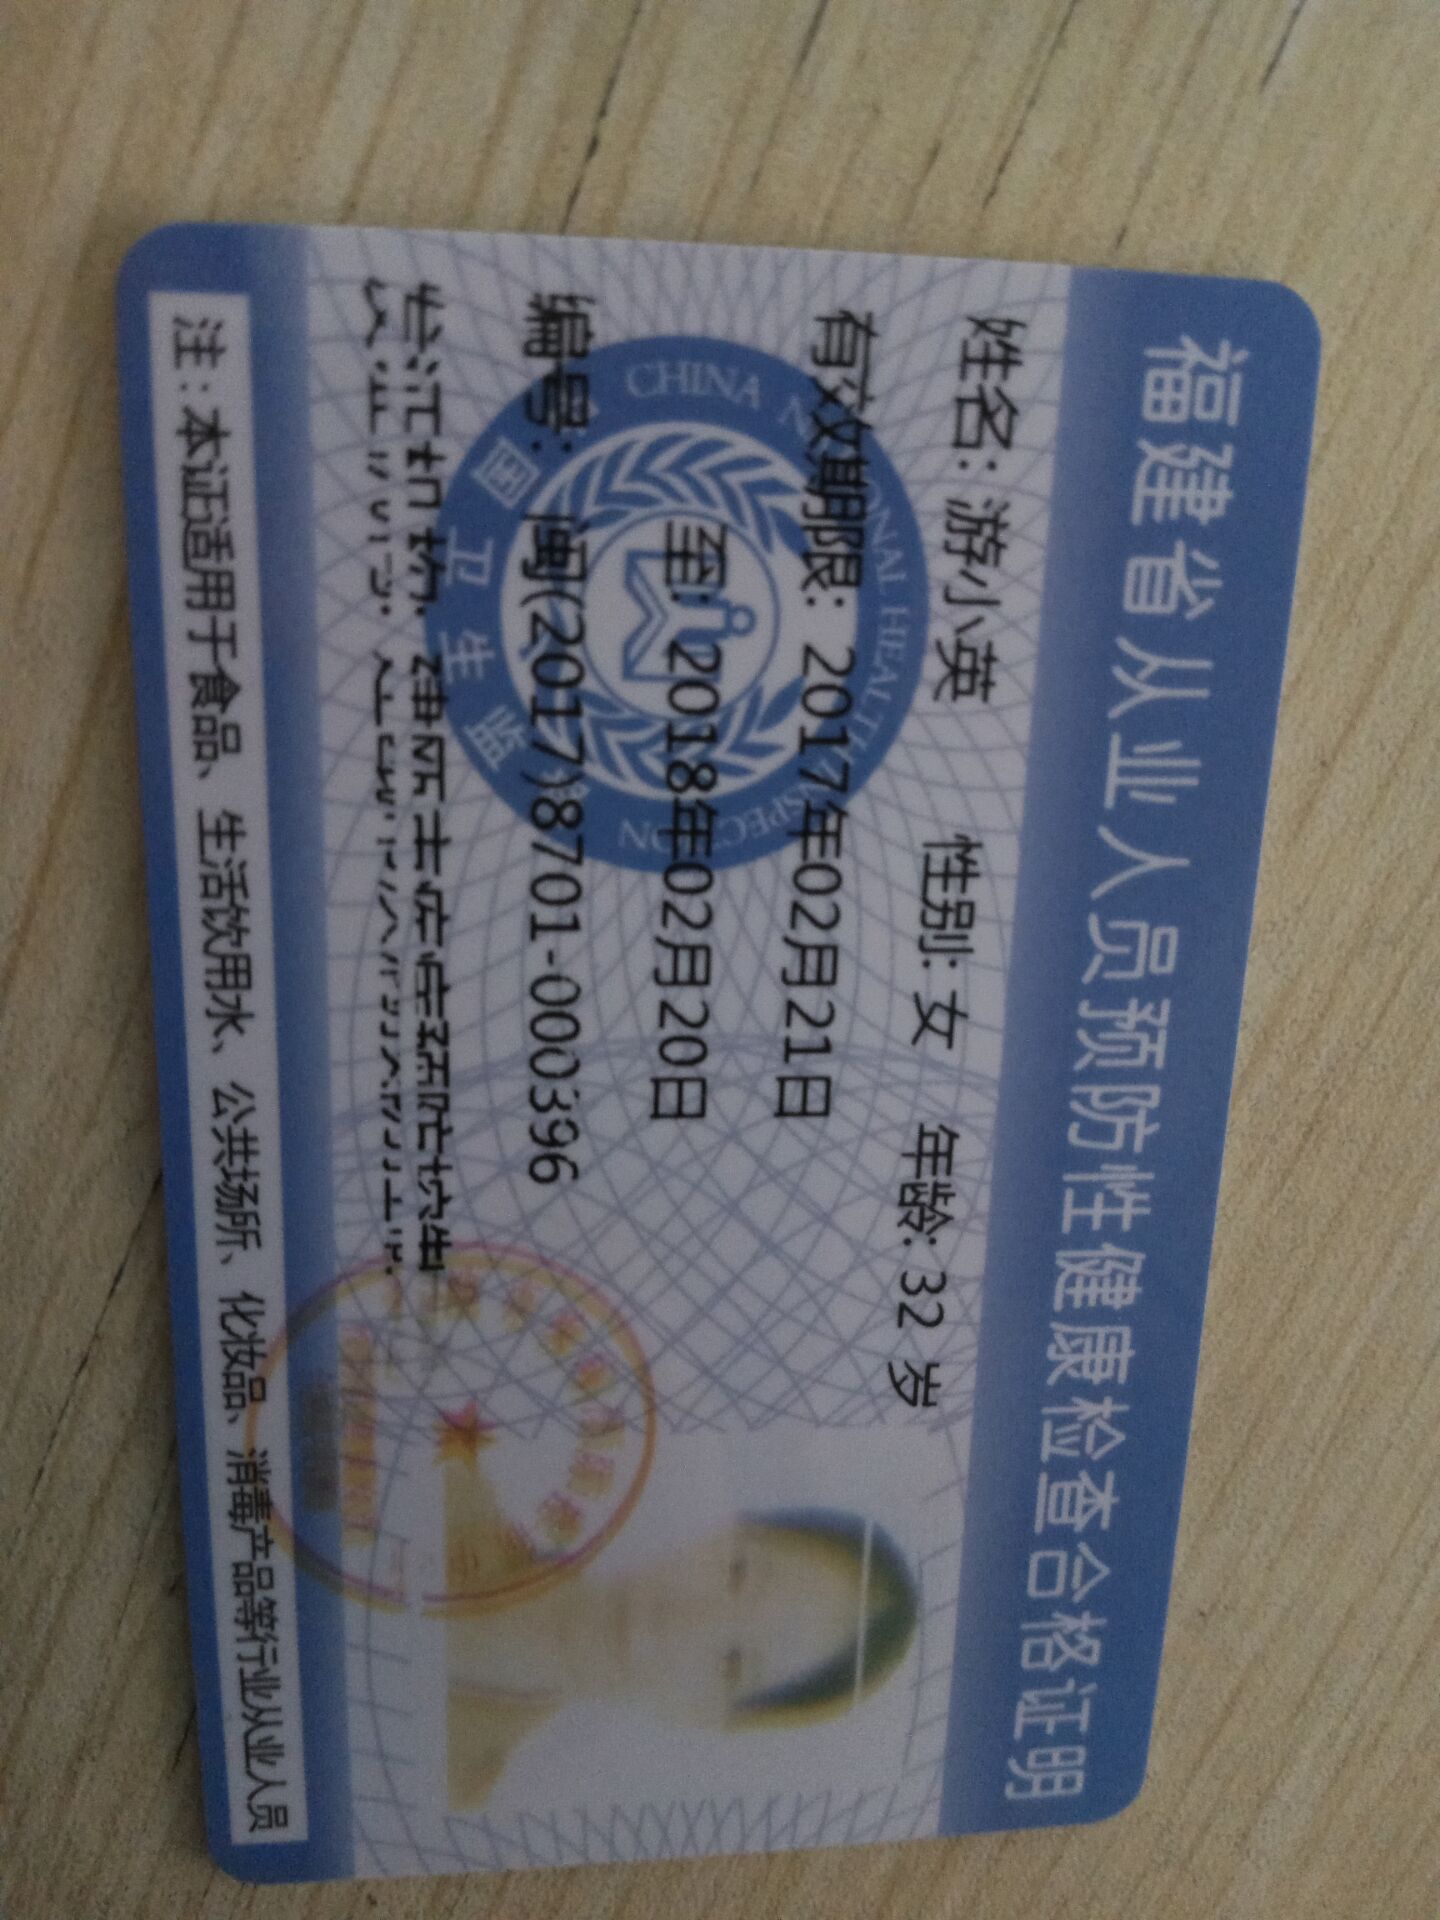 福建省从业人员预防性健康检查合格证明
姓名: 游小英 性别: 女 年龄: 32 岁
有效期限: 2017年02月21日
至: 2018年02月20日
编号: 闽(2017)8701-000396
CHINA NATIONAL HEALTH INSPECTION
国卫生监
注:本证适用于食品、生活饮用水、公共场所、化妆品、消毒产品等行业从业人员